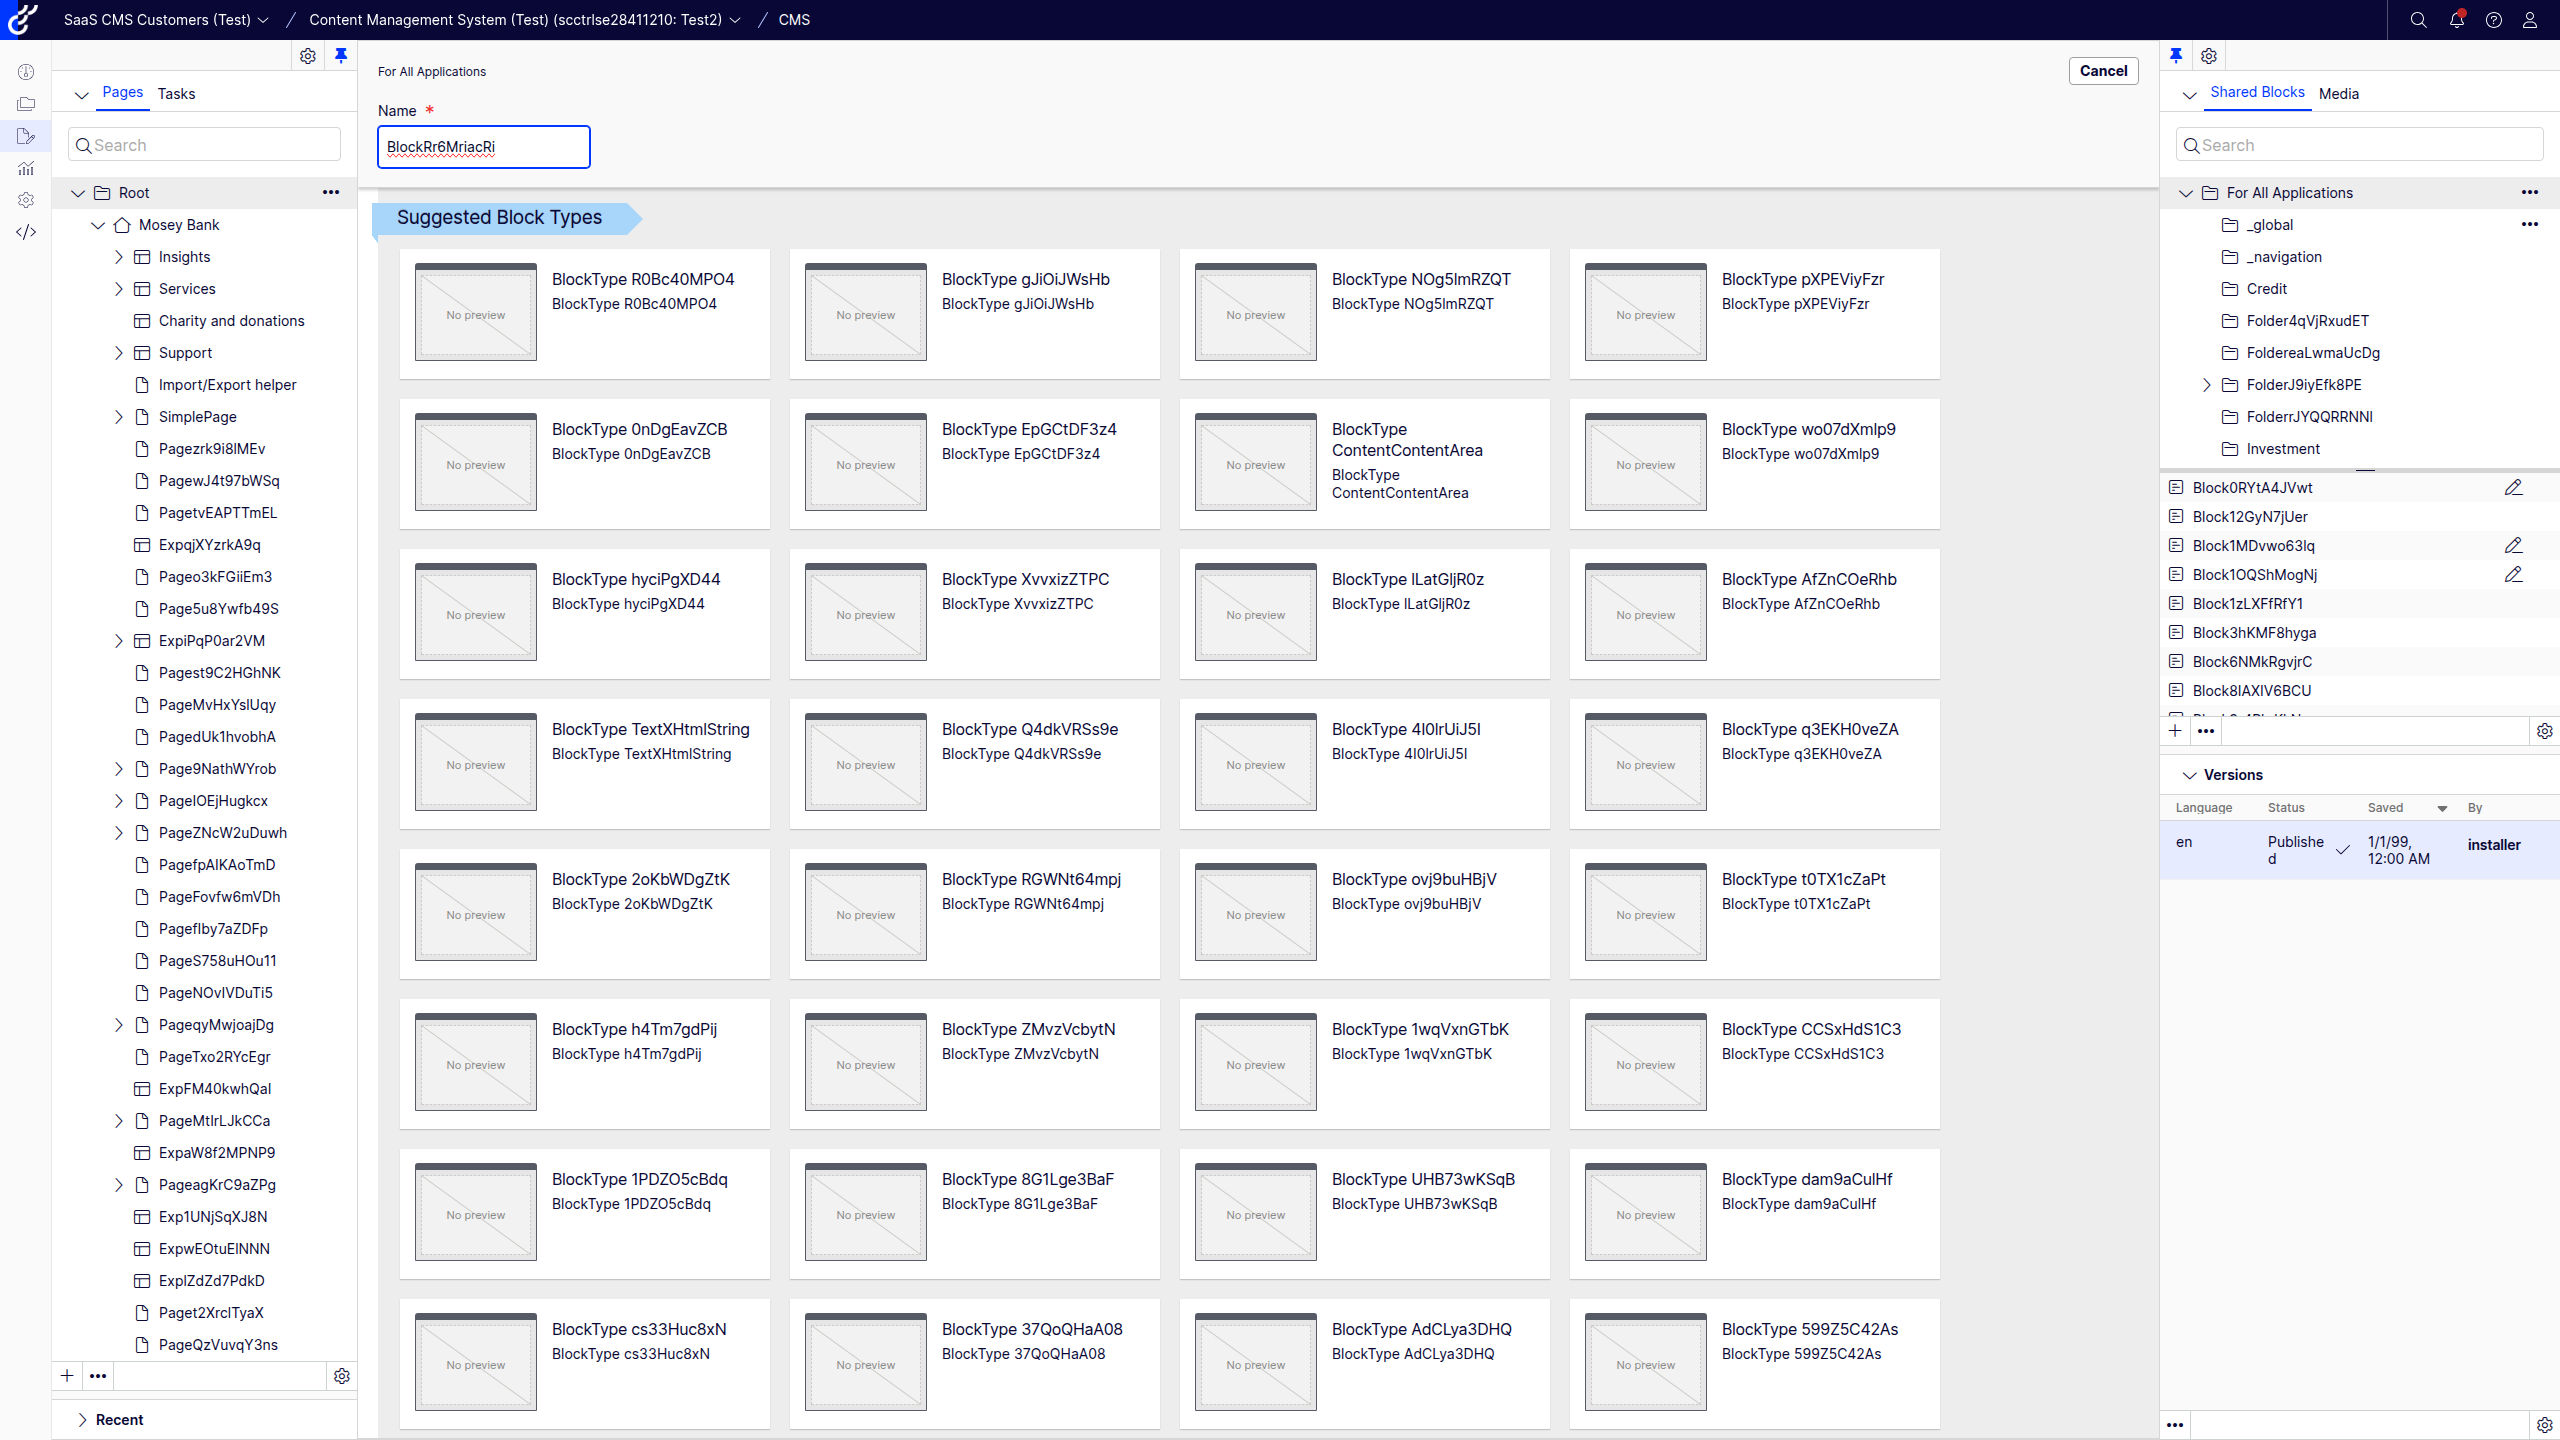 SaaS CMS Customers (Test) / Content Management System (Test) (scctrlse28411210: Test2) / CMS
Pages Tasks
Search
Root
Mosey Bank
Insights
Services
Charity and donations
Support
Import/Export helper
SimplePage
Pagezrk9i8lMEv
PagewJ4t97bWSq
PagetvEAPTTmEL
ExpqjXYzrkA9q
Pageo3kFGiiEm3
Page5u8Ywfb49S
ExpiPqP0ar2VM
Pagest9C2HGhNK
PageMvHxYslUqy
PagedUk1hvobhA
Page9NathWYrob
PagelOEjHugkcx
PageZNcW2uDuwh
PagefpAlKAoTmD
PageFovfw6mVDh
Pageflby7aZDFp
PageS758uHOu11
PageNOvlVDuTi5
PageqyMwjoajDg
PageTxo2RYcEgr
ExpFM40kwhQal
PageMtlrLJkCCa
ExpaW8f2MPNP9
PageagKrC9aZPg
Exp1UNjSqXJ8N
ExpwEOtuElNNN
ExplZdZd7PdkD
Paget2XrclTyaX
PageQzVuvqY3ns
Recent
For All Applications
Cancel
Name *
BlockRr6MriacRi
Suggested Block Types
No preview
BlockType R0Bc40MPO4
BlockType R0Bc40MPO4
No preview
BlockType gJiOiJWsHb
BlockType gJiOiJWsHb
No preview
BlockType NOg5lmRZQT
BlockType NOg5lmRZQT
No preview
BlockType pXPEViyFzr
BlockType pXPEViyFzr
No preview
BlockType 0nDgEavZCB
BlockType 0nDgEavZCB
No preview
BlockType EpGCtDF3z4
BlockType EpGCtDF3z4
No preview
BlockType
ContentContentArea
BlockType
ContentContentArea
No preview
BlockType wo07dXmlp9
BlockType wo07dXmlp9
No preview
BlockType hyciPgXD44
BlockType hyciPgXD44
No preview
BlockType XvvxizZTPC
BlockType XvvxizZTPC
No preview
BlockType lLatGljR0z
BlockType lLatGljR0z
No preview
BlockType AfZnCOeRhb
BlockType AfZnCOeRhb
No preview
BlockType TextXHtmlString
BlockType TextXHtmlString
No preview
BlockType Q4dkVRSs9e
BlockType Q4dkVRSs9e
No preview
BlockType 4I0lrUiJ5I
BlockType 4I0lrUiJ5I
No preview
BlockType q3EKH0veZA
BlockType q3EKH0veZA
No preview
BlockType 2oKbWDgZtK
BlockType 2oKbWDgZtK
No preview
BlockType RGWNt64mpj
BlockType RGWNt64mpj
No preview
BlockType ovj9buHBjV
BlockType ovj9buHBjV
No preview
BlockType t0TX1cZaPt
BlockType t0TX1cZaPt
No preview
BlockType h4Tm7gdPij
BlockType h4Tm7gdPij
No preview
BlockType ZMvzVcbytN
BlockType ZMvzVcbytN
No preview
BlockType 1wqVxnGTbK
BlockType 1wqVxnGTbK
No preview
BlockType CCSxHdS1C3
BlockType CCSxHdS1C3
No preview
BlockType 1PDZO5cBdq
BlockType 1PDZO5cBdq
No preview
BlockType 8G1Lge3BaF
BlockType 8G1Lge3BaF
No preview
BlockType UHB73wKSqB
BlockType UHB73wKSqB
No preview
BlockType dam9aCulHf
BlockType dam9aCulHf
No preview
BlockType cs33Huc8xN
BlockType cs33Huc8xN
No preview
BlockType 37QoQHaA08
BlockType 37QoQHaA08
No preview
BlockType AdCLya3DHQ
BlockType AdCLya3DHQ
No preview
BlockType 599Z5C42As
BlockType 599Z5C42As
Shared Blocks Media
Search
For All Applications
_global
_navigation
Credit
Folder4qVjRxudET
FoldereaLwmaUcDg
FolderJ9iyEfk8PE
FolderrJYQQRRNNl
Investment
Block0RYtA4JVwt
Block12GyN7jUer
Block1MDvwo63lq
Block1OQShMogNj
Block1zLXFfRfY1
Block3hKMF8hyga
Block6NMkRgvjrC
Block8lAXlV6BCU
Versions
Language Status Saved By
en Publishe
d 1/1/99,
12:00 AM installer